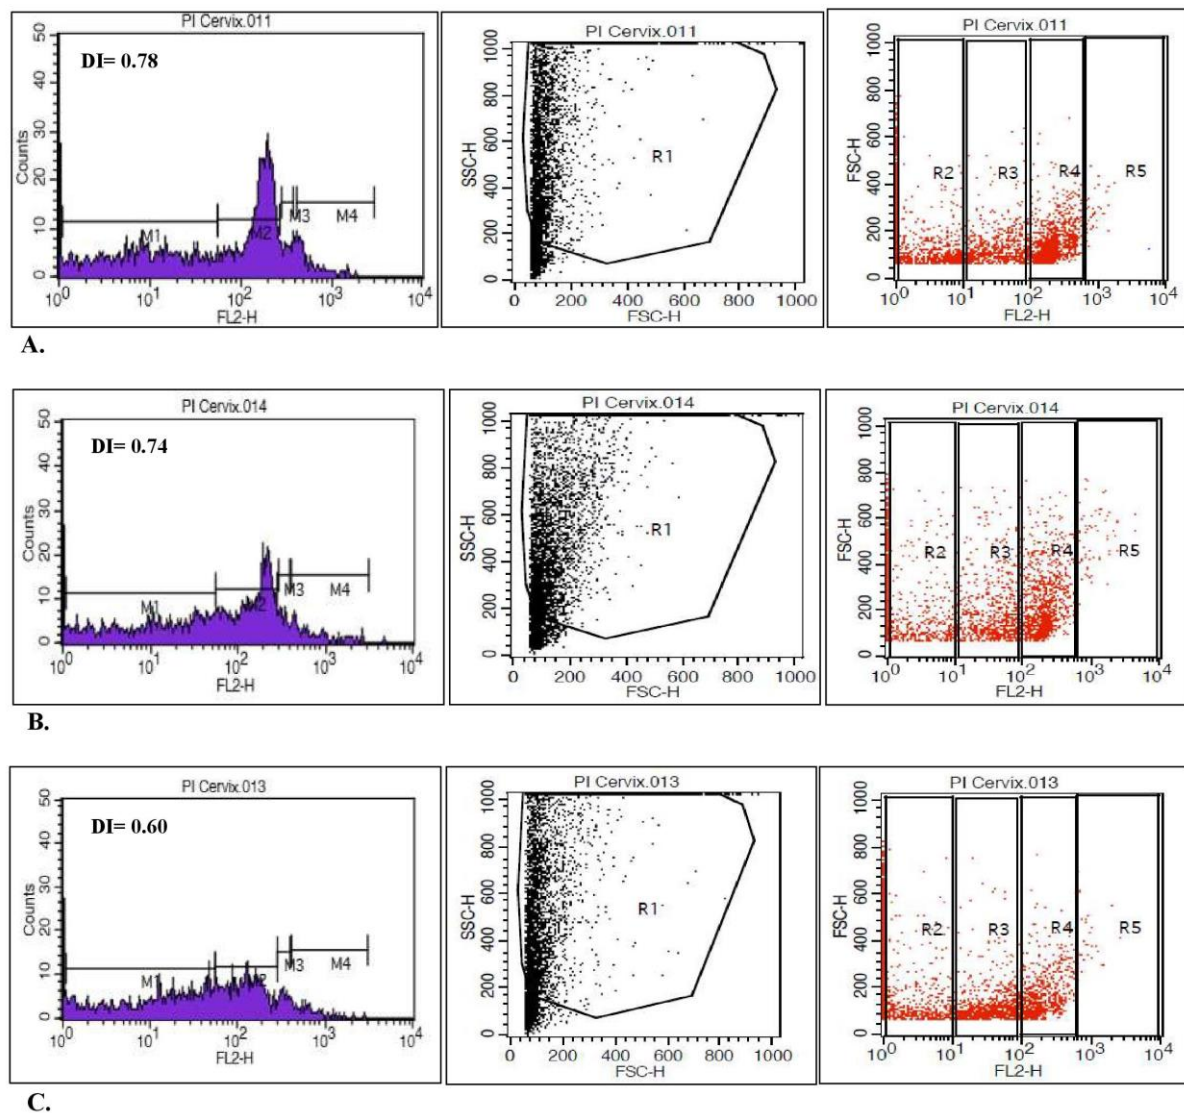 PI Cervix.011
DI= 0.78
Counts
50
40
30
20
10
0
M1
M2
M3
M4
10^0 10^1 10^2 10^3 10^4
FL2-H
PI Cervix.011
SSC-H
1000
800
600
400
200
0
R1
0 200 400 600 800 1000
FSC-H
PI Cervix.011
FSC-H
1000
800
600
400
200
0
R2 R3 R4 R5
10^0 10^1 10^2 10^3 10^4
FL2-H
A.
PI Cervix.014
DI= 0.74
Counts
50
40
30
20
10
0
M1
M3
M4
10^0 10^1 10^2 10^3 10^4
FL2-H
PI Cervix.014
SSC-H
1000
800
600
400
200
0
R1
0 200 400 600 800 1000
FSC-H
PI Cervix.014
FSC-H
1000
800
600
400
200
0
R2 R3 R4 R5
10^0 10^1 10^2 10^3 10^4
FL2-H
B.
PI Cervix.013
DI= 0.60
Counts
50
40
30
20
10
0
M1
M3
M4
10^0 10^1 10^2 10^3 10^4
FL2-H
PI Cervix.013
SSC-H
1000
800
600
400
200
0
R1
0 200 400 600 800 1000
FSC-H
PI Cervix.013
FSC-H
1000
800
600
400
200
0
R2 R3 R4 R5
10^0 10^1 10^2 10^3 10^4
FL2-H
C.